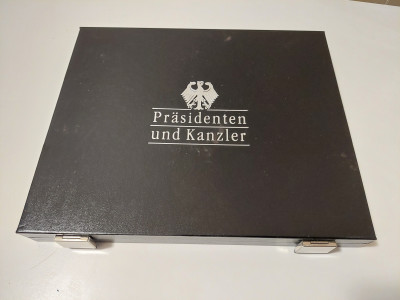 Präsidenten
und Kanzler